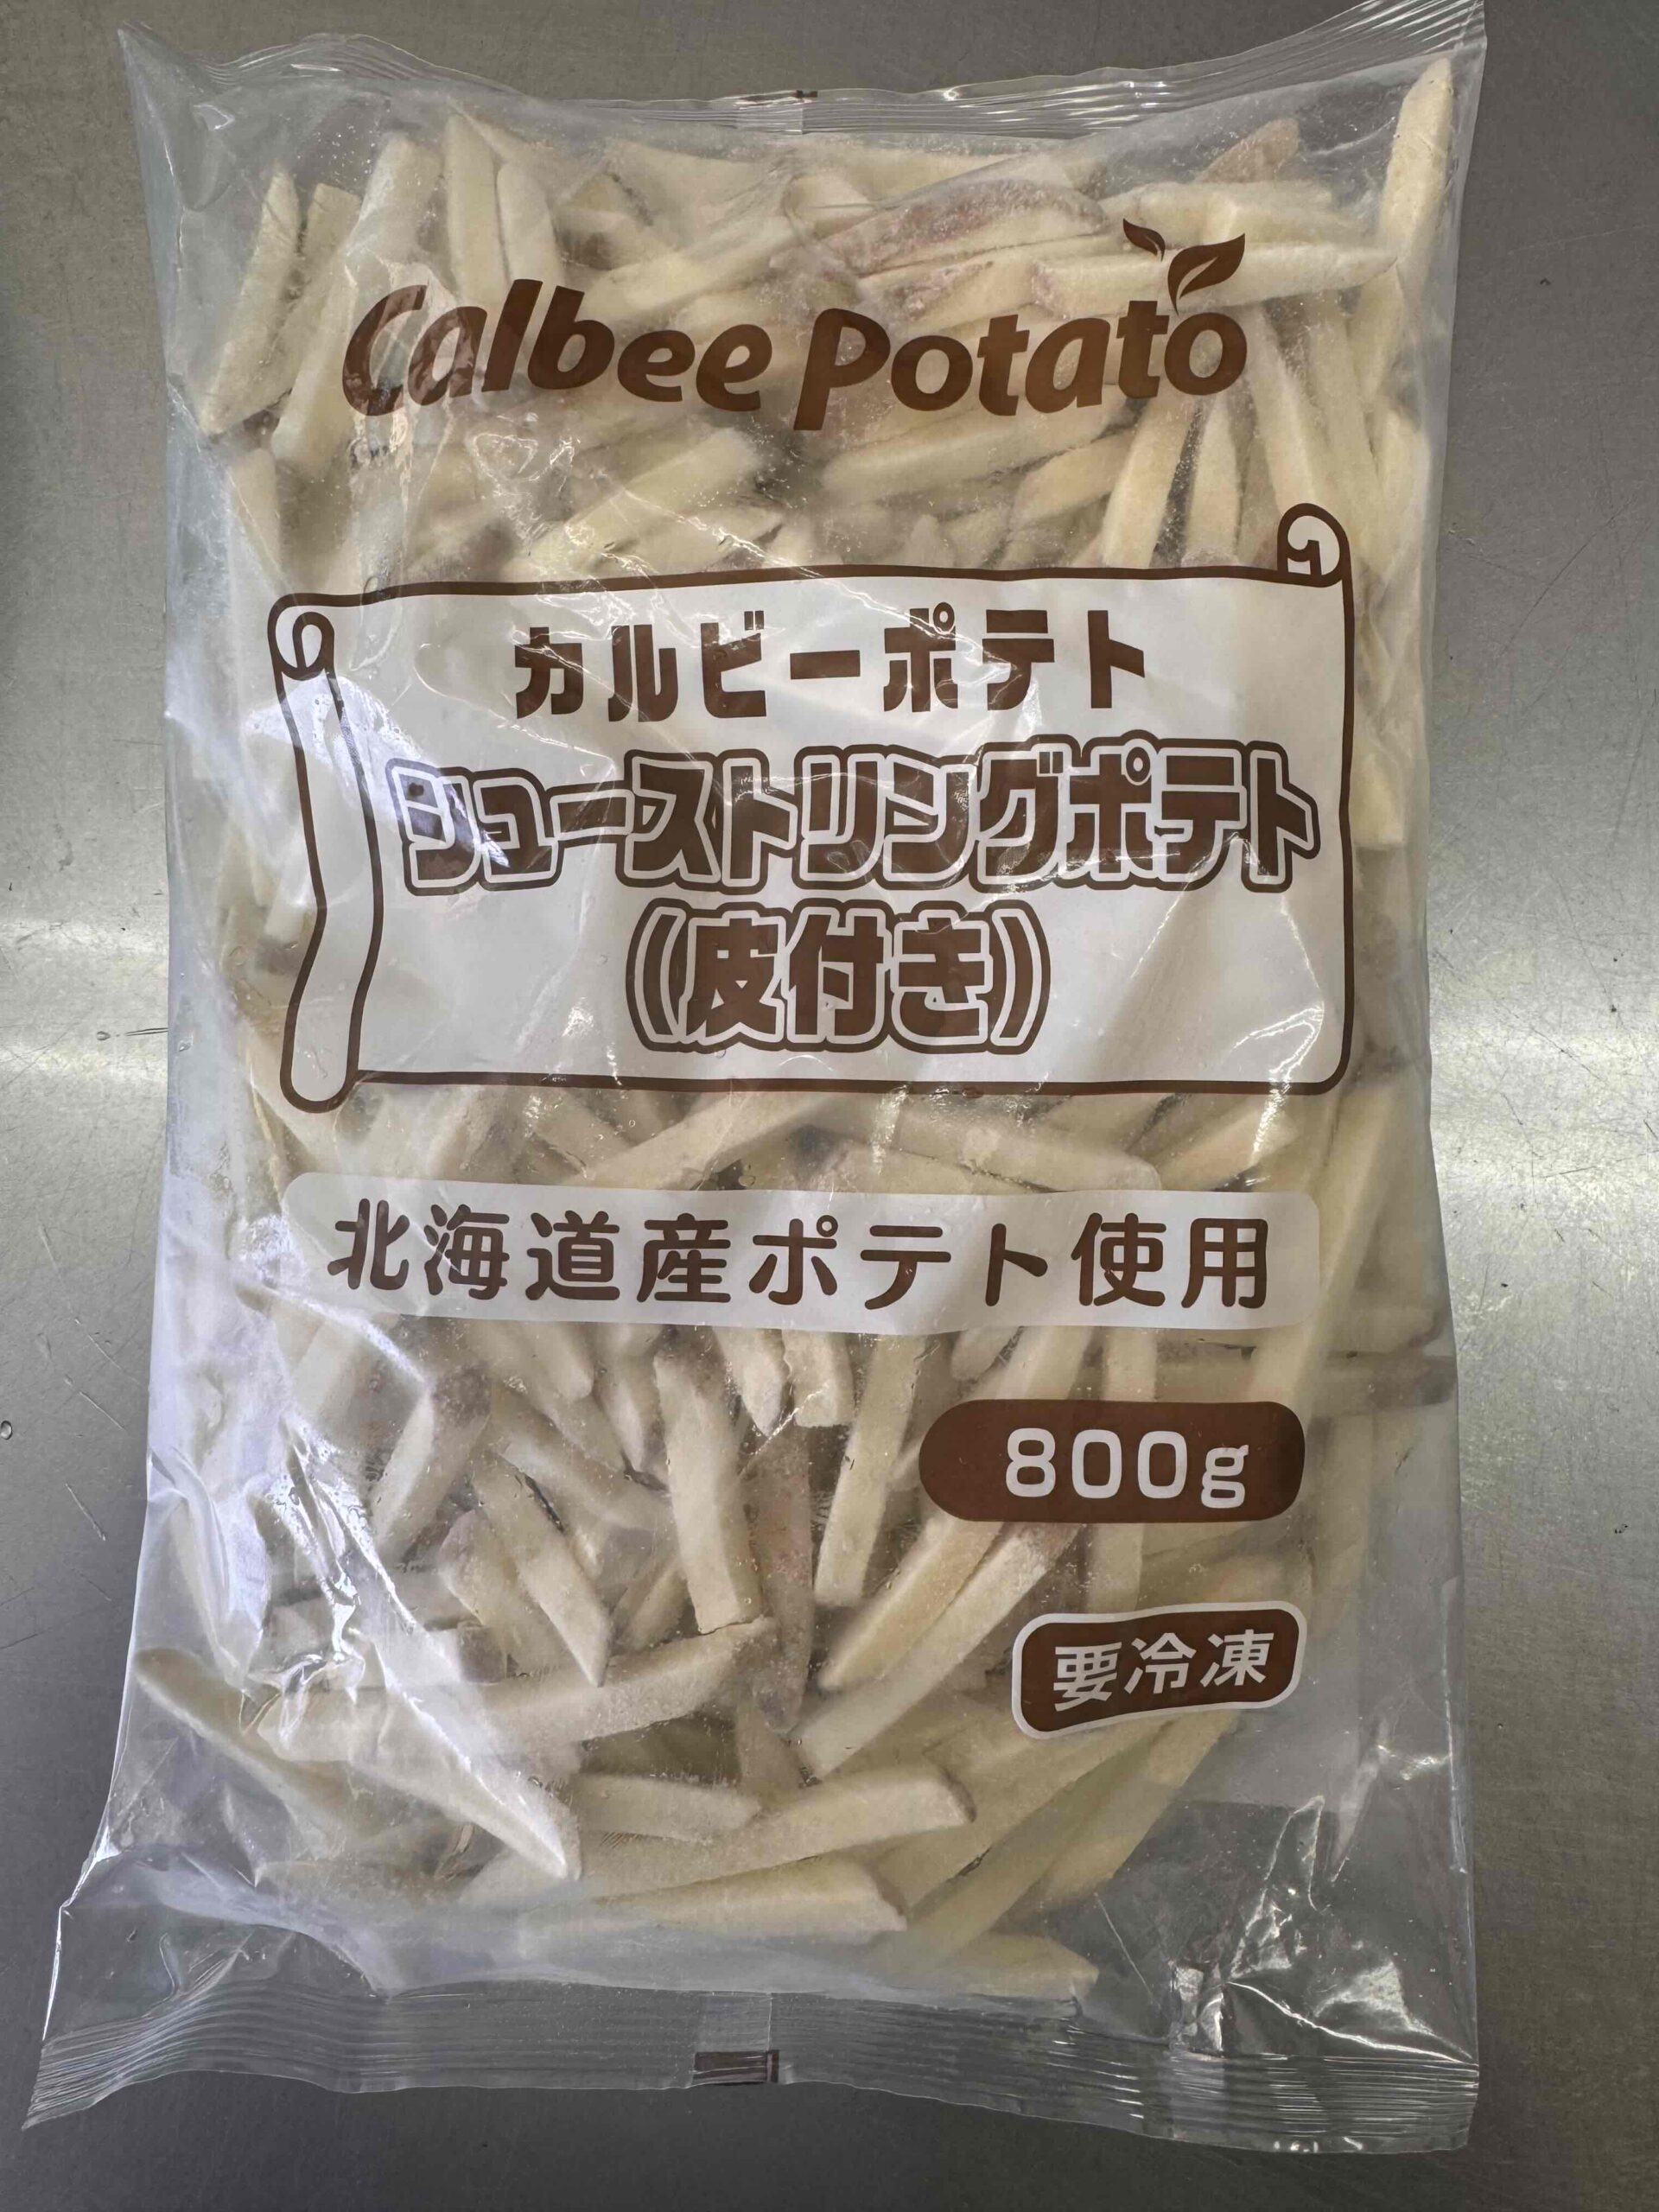 Calbee Potato
カルビーポテト
シューストリングポテト
(皮付き)
北海道産ポテト使用
800g
要冷凍